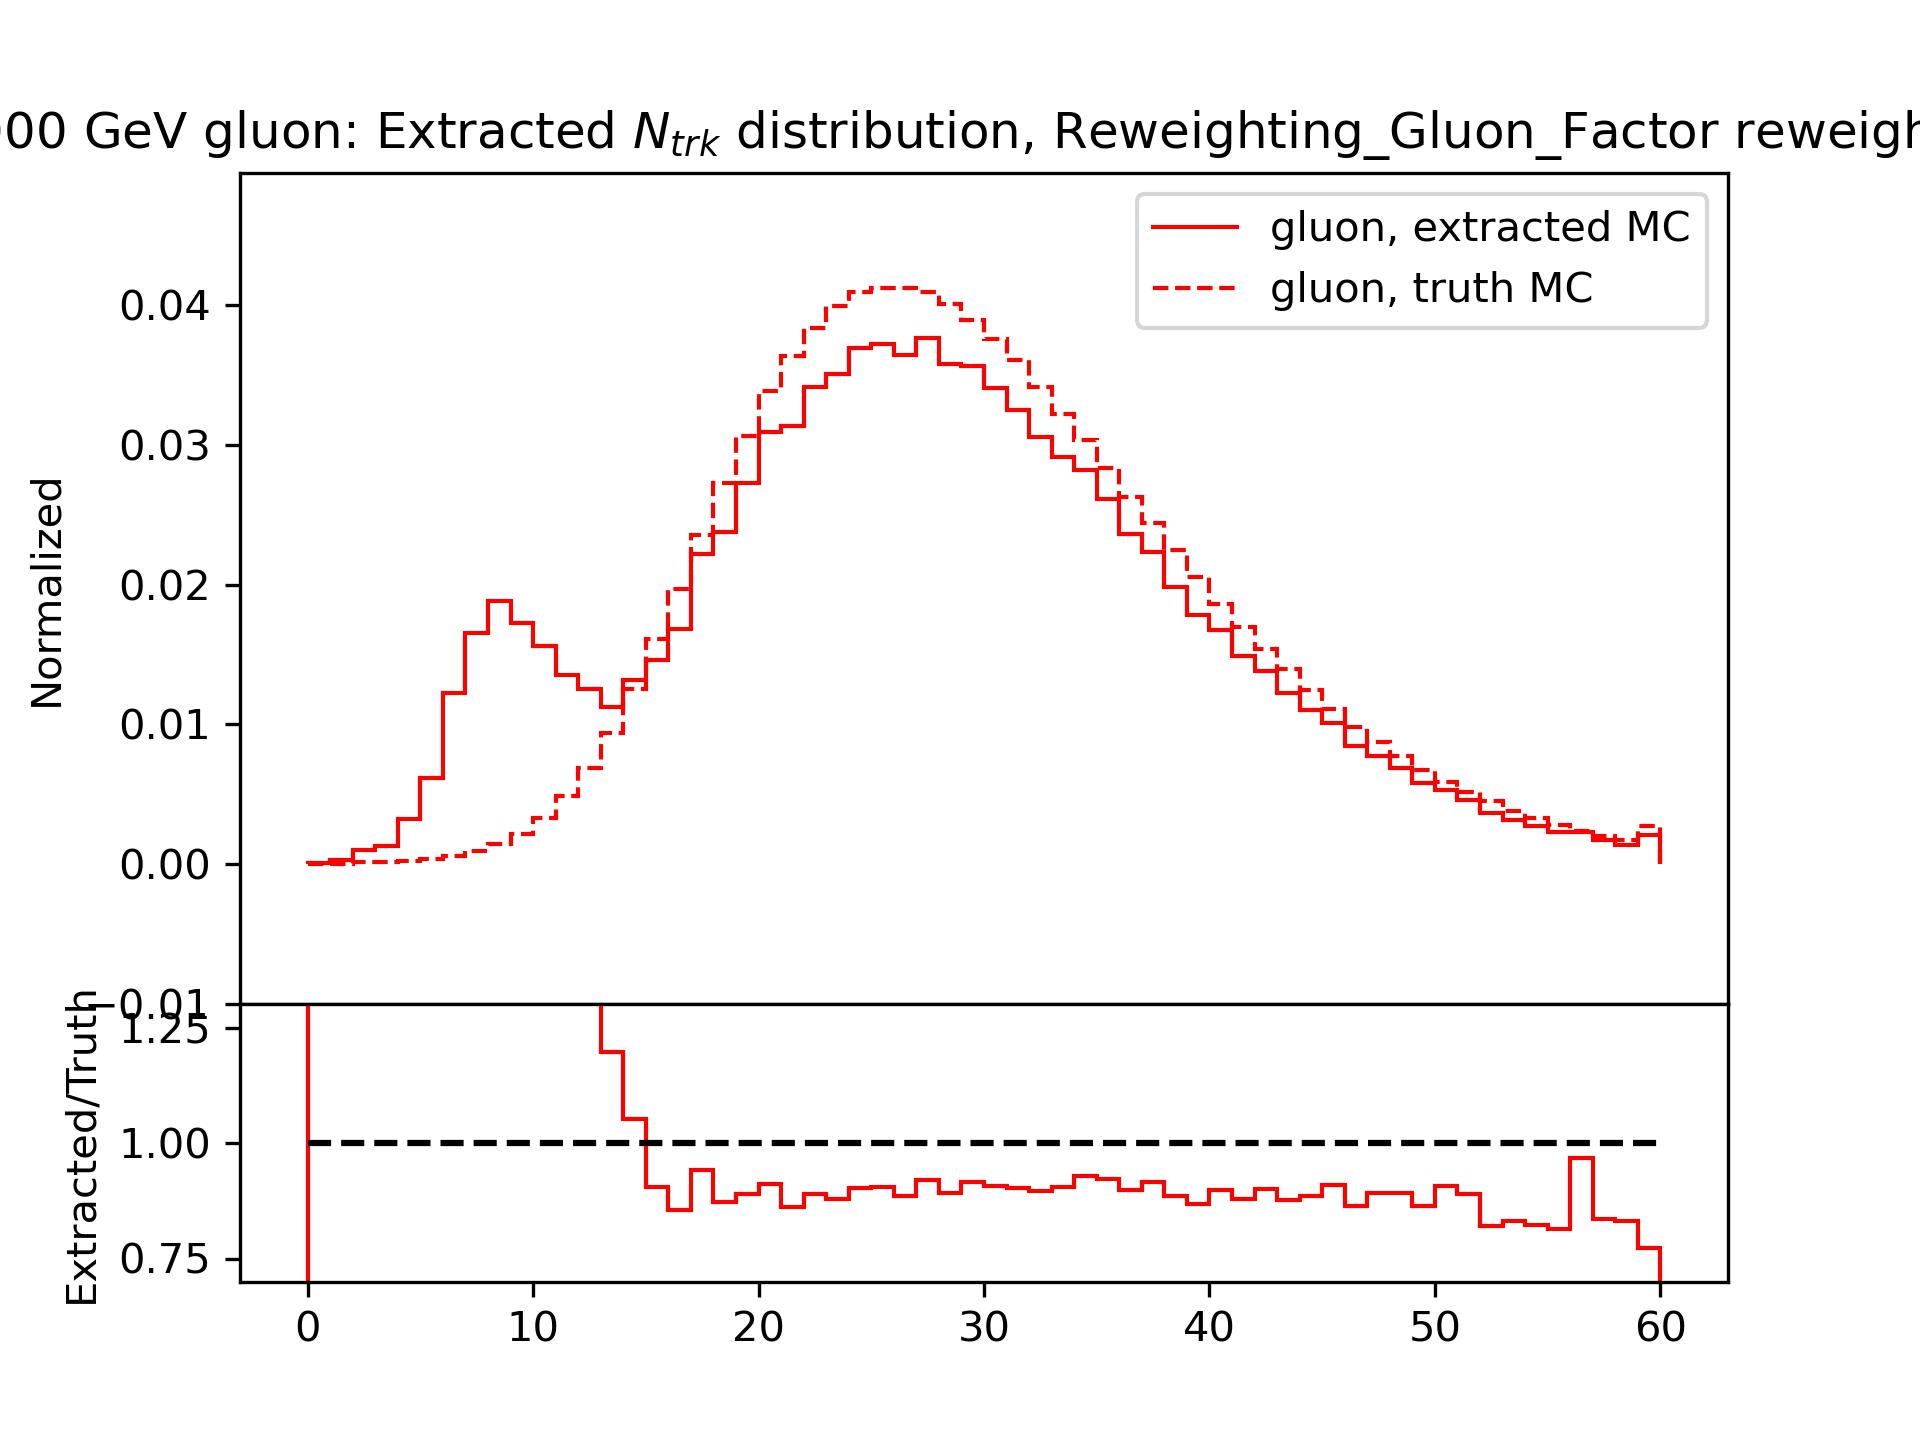 00 GeV gluon: Extracted N_trk distribution, Reweighting_Gluon_Factor reweigh
gluon, extracted MC
gluon, truth MC
Normalized
0.04
0.03
0.02
0.01
0.00
−0.01
Extracted/Truth
1.25
1.00
0.75
0 10 20 30 40 50 60